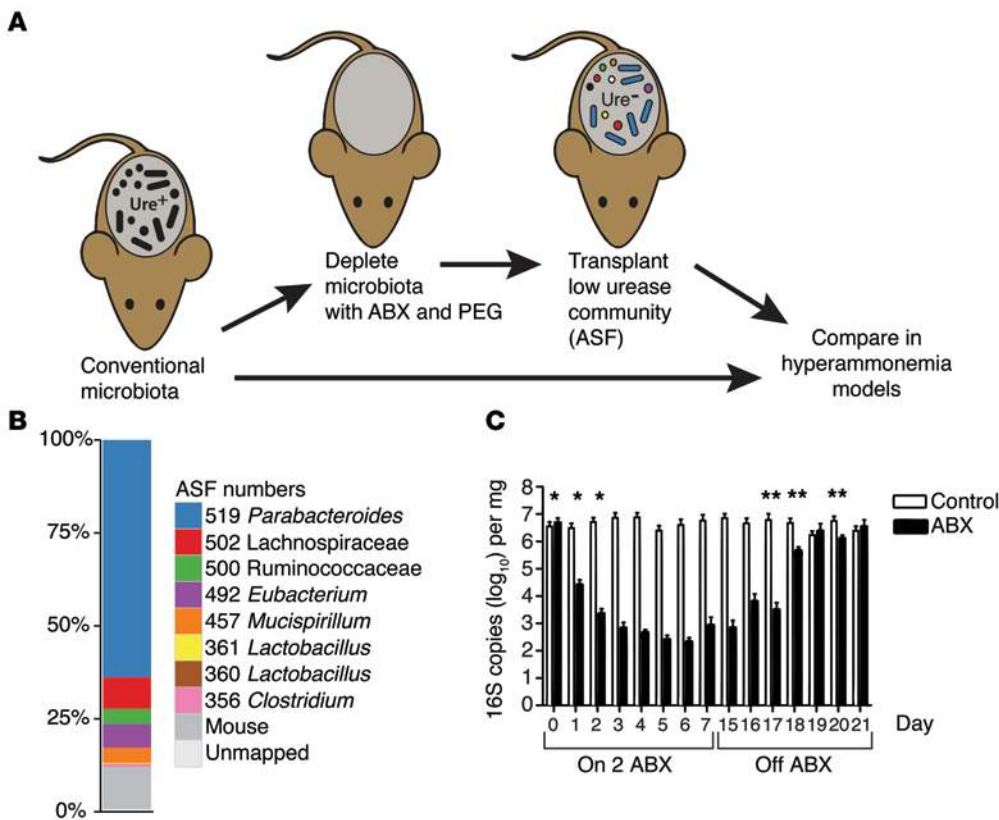 A
Ure+
Ure−
Conventional
microbiota
Deplete
microbiota
with ABX and PEG
Transplant
low urease
community
(ASF)
Compare in
hyperammonemia
models
B
100%
75%
50%
25%
0%
ASF numbers
519 Parabacteroides
502 Lachnospiraceae
500 Ruminococcaceae
492 Eubacterium
457 Mucispirillum
361 Lactobacillus
360 Lactobacillus
356 Clostridium
Mouse
Unmapped
C
16S copies (log10) per mg
8
7
6
5
4
3
2
1
0
* * * ** ** **
Control
ABX
0 1 2 3 4 5 6 7 15 16 17 18 19 20 21 Day
On 2 ABX Off ABX